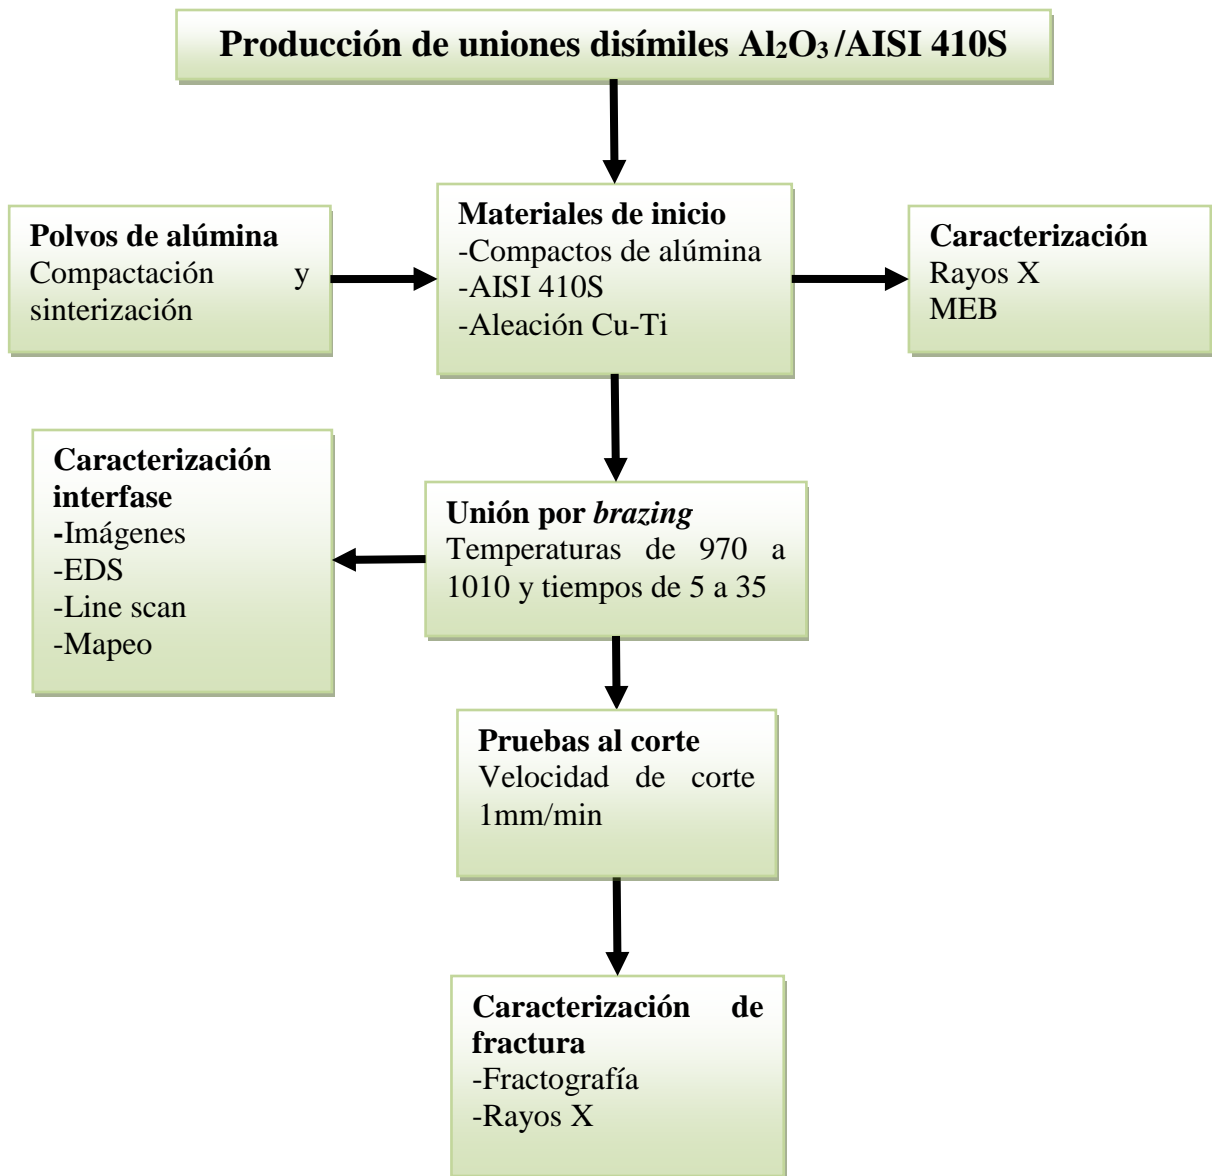 Producción de uniones disímiles Al₂O₃ /AISI 410S
Polvos de alúmina
Compactación y
sinterización
Materiales de inicio
-Compactos de alúmina
-AISI 410S
-Aleación Cu-Ti
Caracterización
Rayos X
MEB
Caracterización
interfase
-Imágenes
-EDS
-Line scan
-Mapeo
Unión por brazing
Temperaturas de 970 a
1010 y tiempos de 5 a 35
Pruebas al corte
Velocidad de corte
1mm/min
Caracterización de
fractura
-Fractografía
-Rayos X